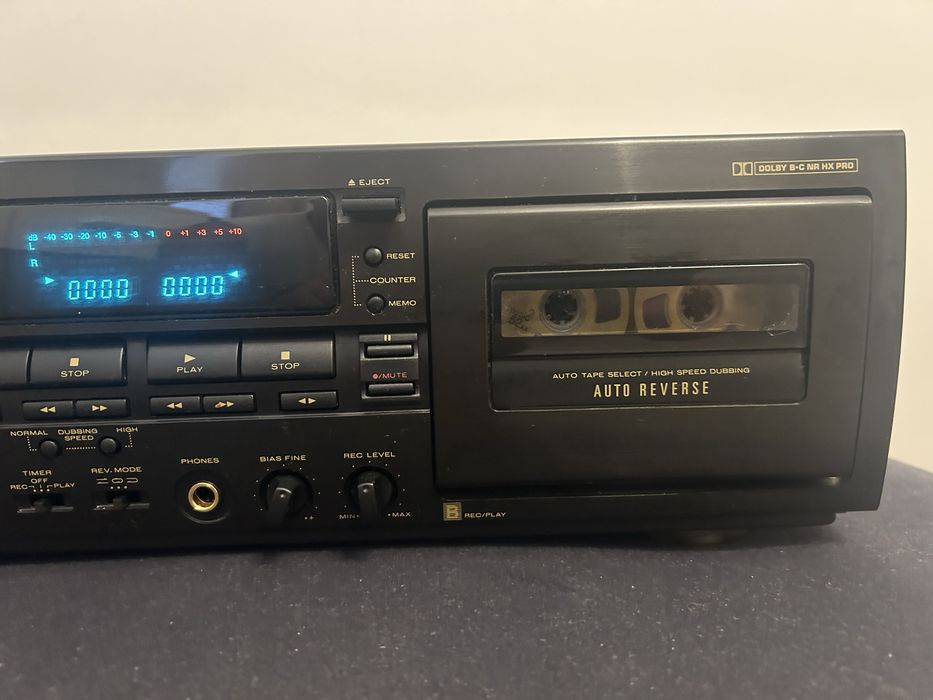 DOLBY B•C NR HX PRO
▲ EJECT
dB -40 -30 -20 -10 -5 -3 -1 0 +1 +3 +5 +10
L
R
0000 0000
RESET
COUNTER
MEMO
STOP
PLAY
STOP
●/MUTE
AUTO TAPE SELECT / HIGH SPEED DUBBING
AUTO REVERSE
NORMAL DUBBING SPEED HIGH
TIMER
OFF
REC PLAY
REV. MODE
PHONES
BIAS FINE
- +
REC LEVEL
MIN MAX
B REC/PLAY